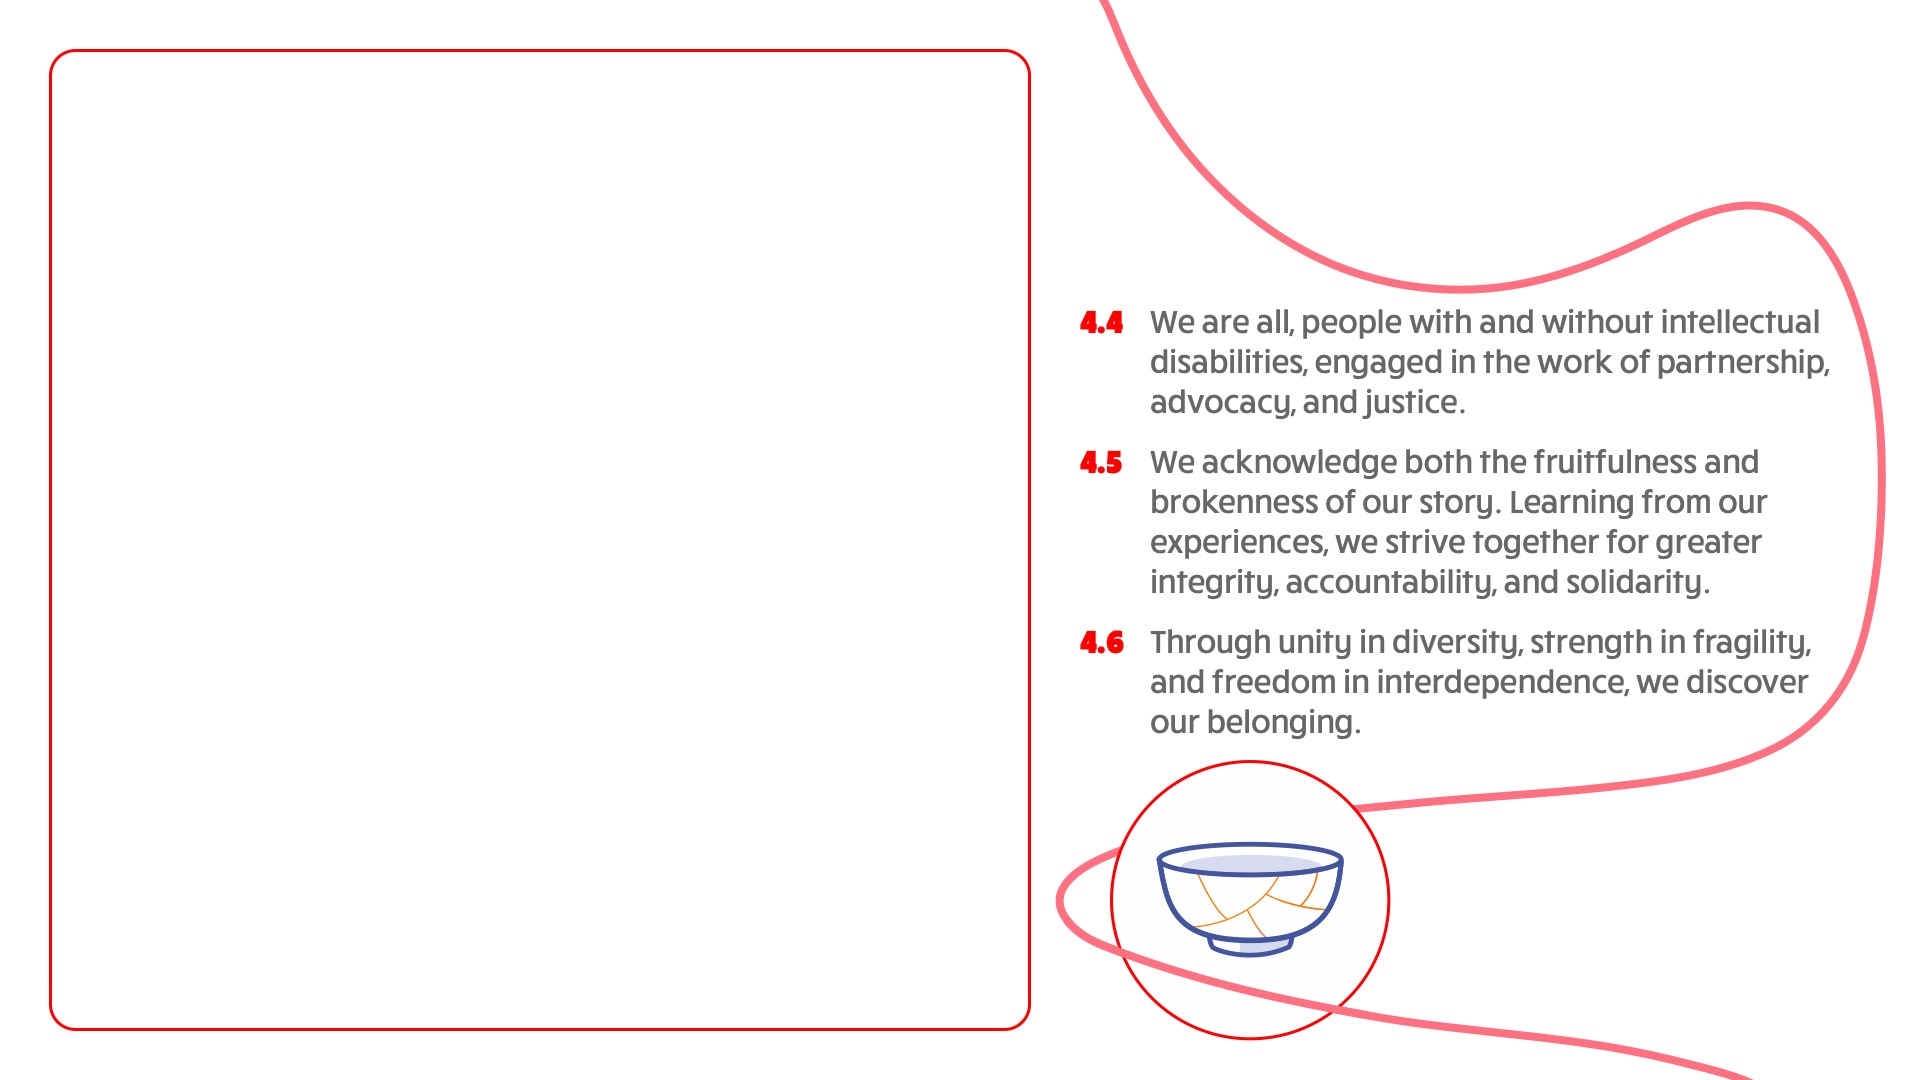 4.4 We are all, people with and without intellectual
disabilities, engaged in the work of partnership,
advocacy, and justice.
4.5 We acknowledge both the fruitfulness and
brokenness of our story. Learning from our
experiences, we strive together for greater
integrity, accountability, and solidarity.
4.6 Through unity in diversity, strength in fragility,
and freedom in interdependence, we discover
our belonging.